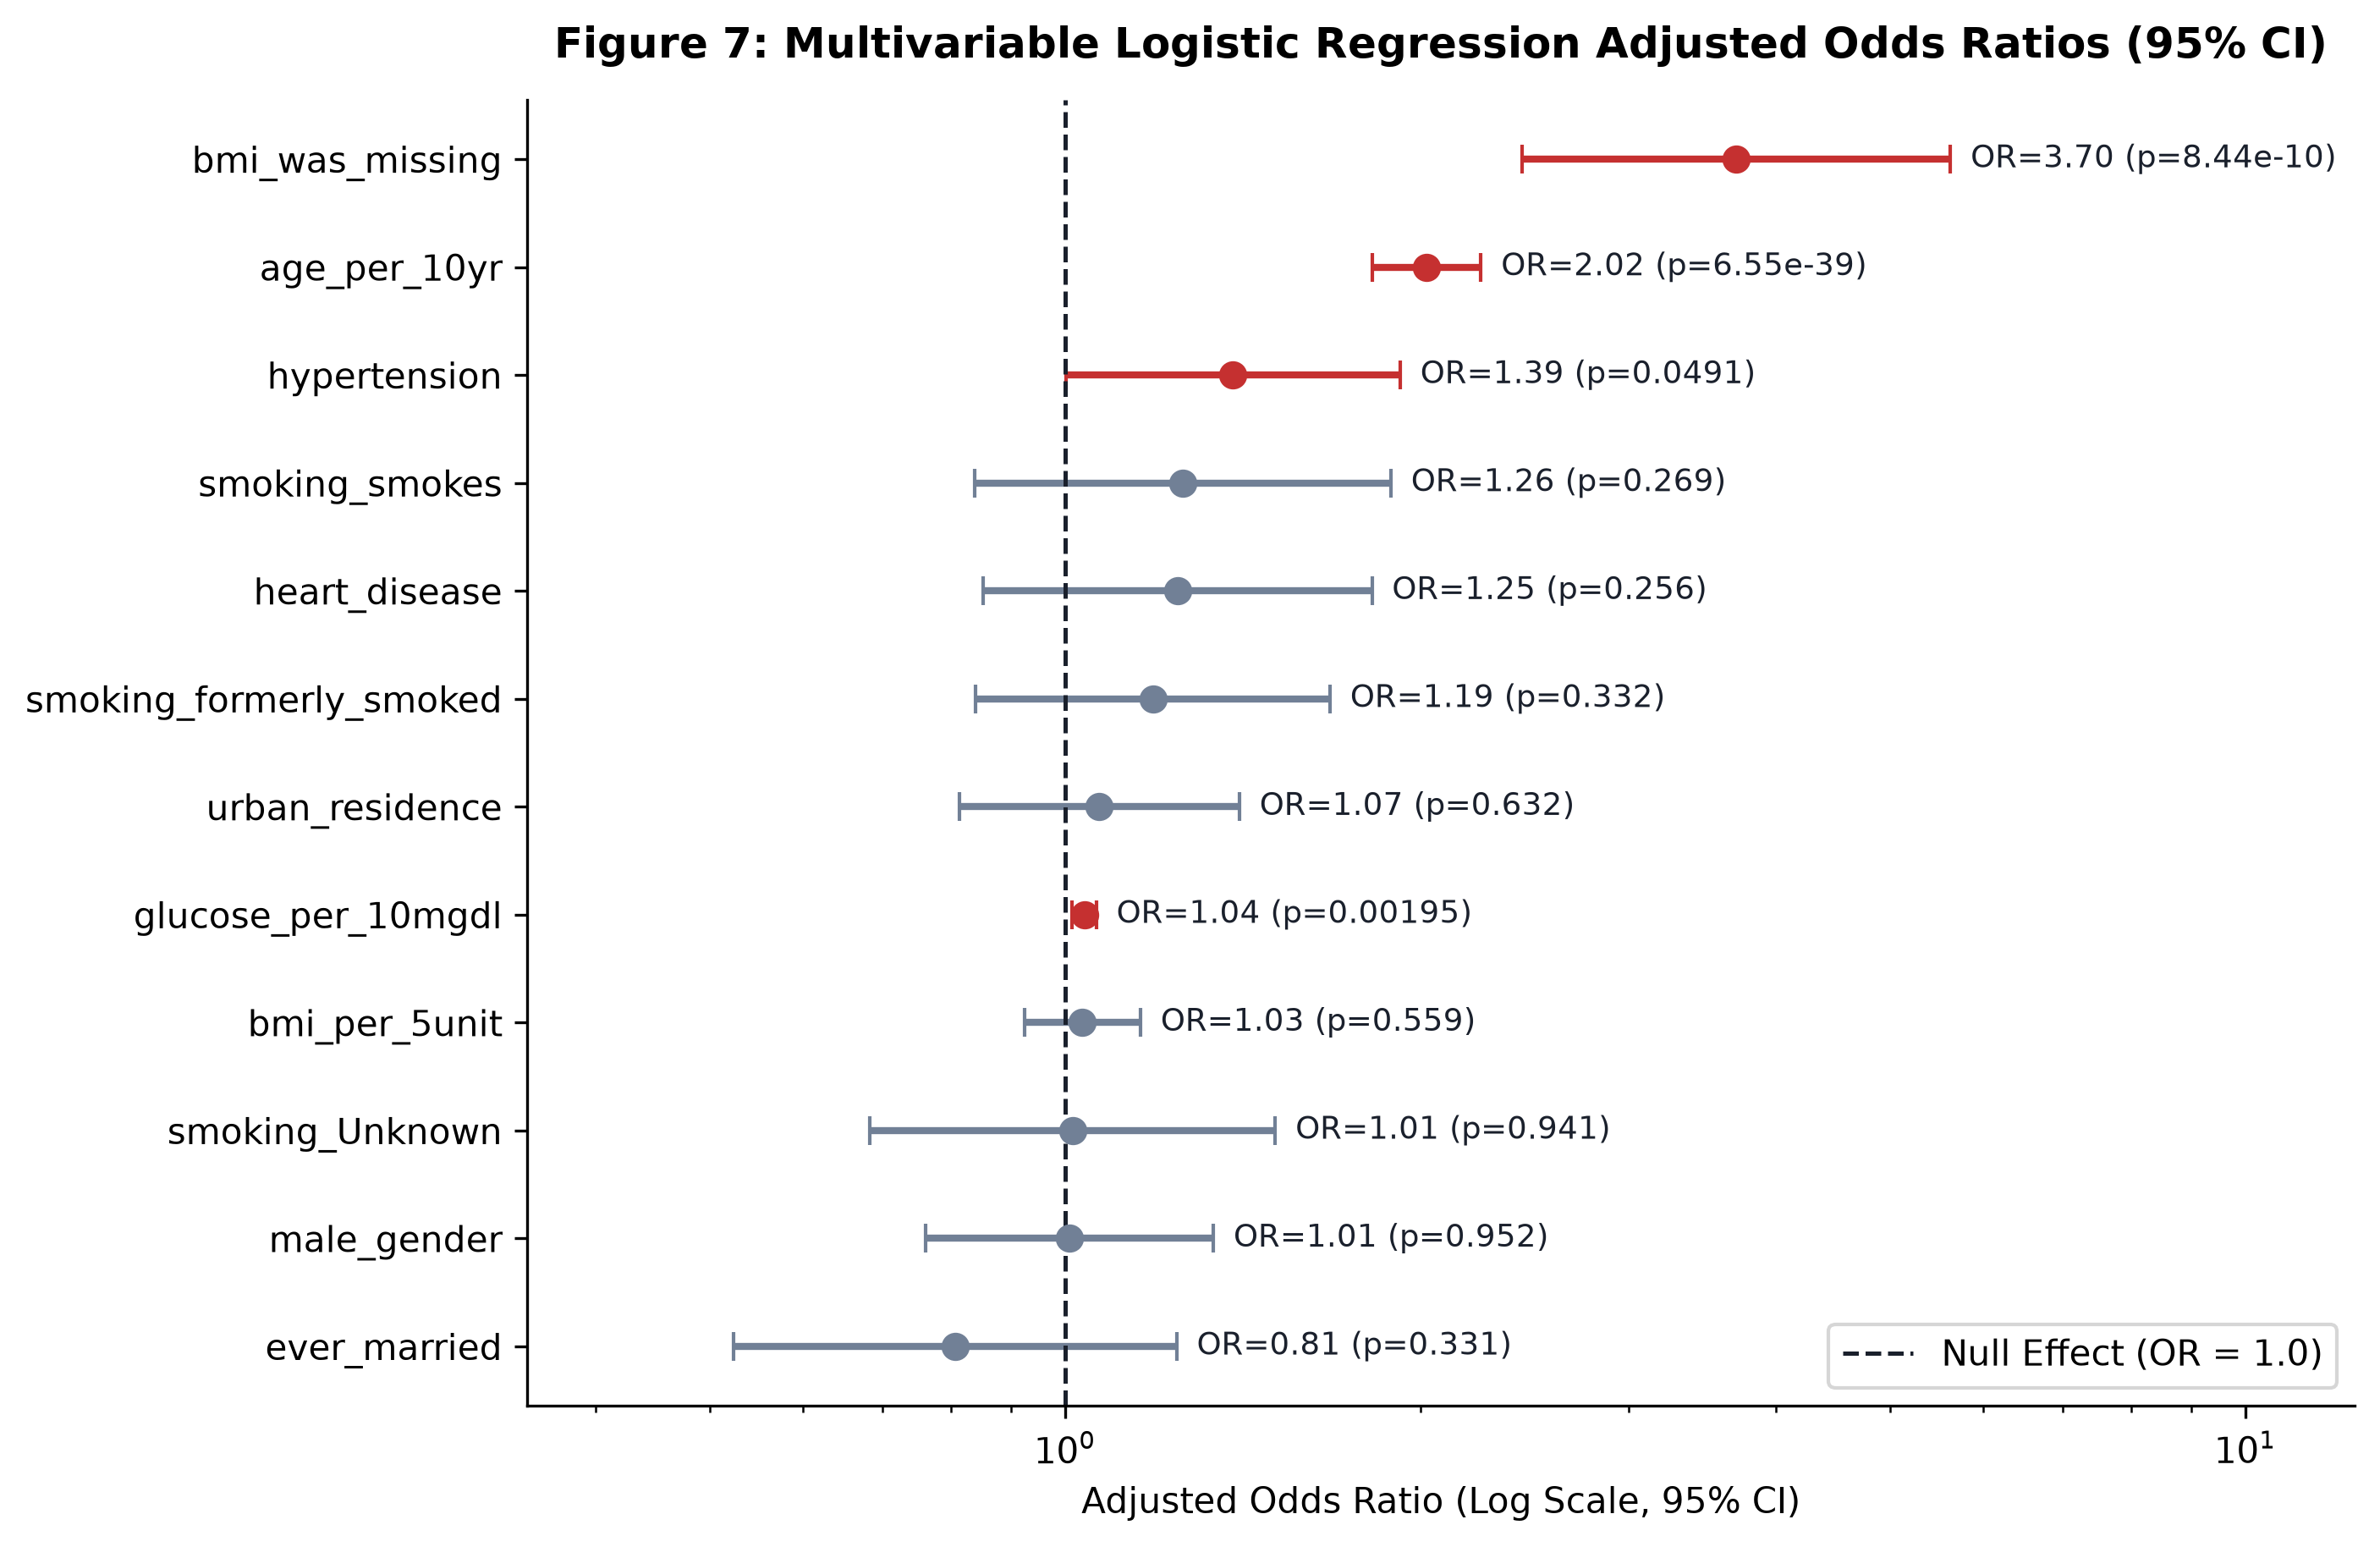 Figure 7: Multivariable Logistic Regression Adjusted Odds Ratios (95% CI)
bmi_was_missing OR=3.70 (p=8.44e-10)
age_per_10yr OR=2.02 (p=6.55e-39)
hypertension OR=1.39 (p=0.0491)
smoking_smokes OR=1.26 (p=0.269)
heart_disease OR=1.25 (p=0.256)
smoking_formerly_smoked OR=1.19 (p=0.332)
urban_residence OR=1.07 (p=0.632)
glucose_per_10mgdl OR=1.04 (p=0.00195)
bmi_per_5unit OR=1.03 (p=0.559)
smoking_Unknown OR=1.01 (p=0.941)
male_gender OR=1.01 (p=0.952)
ever_married OR=0.81 (p=0.331)
Null Effect (OR = 1.0)
10⁰ 10¹
Adjusted Odds Ratio (Log Scale, 95% CI)